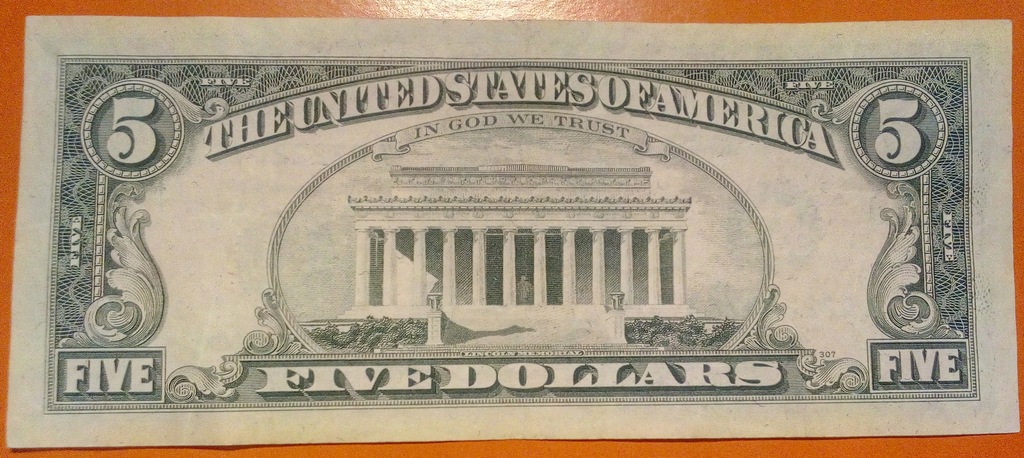 FIVE FIVE
5 5
THE UNITED STATES OF AMERICA
IN GOD WE TRUST
FIVE FIVE
LINCOLN MEMORIAL
307
FIVE FIVE
FIVE DOLLARS